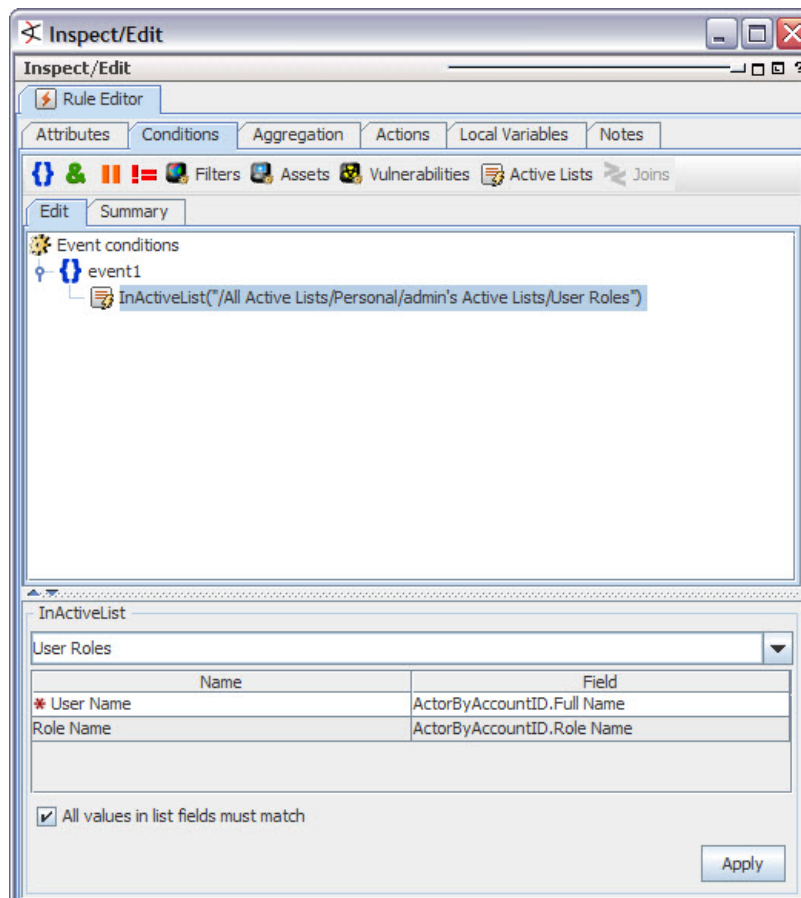 Inspect/Edit
Inspect/Edit
Rule Editor
Attributes Conditions Aggregation Actions Local Variables Notes
{} & != Filters Assets Vulnerabilities Active Lists Joins
Edit Summary
Event conditions
{} event1
InActiveList("/All Active Lists/Personal/admin's Active Lists/User Roles")
InActiveList
User Roles
Name Field
* User Name ActorByAccountID.Full Name
Role Name ActorByAccountID.Role Name
All values in list fields must match
Apply